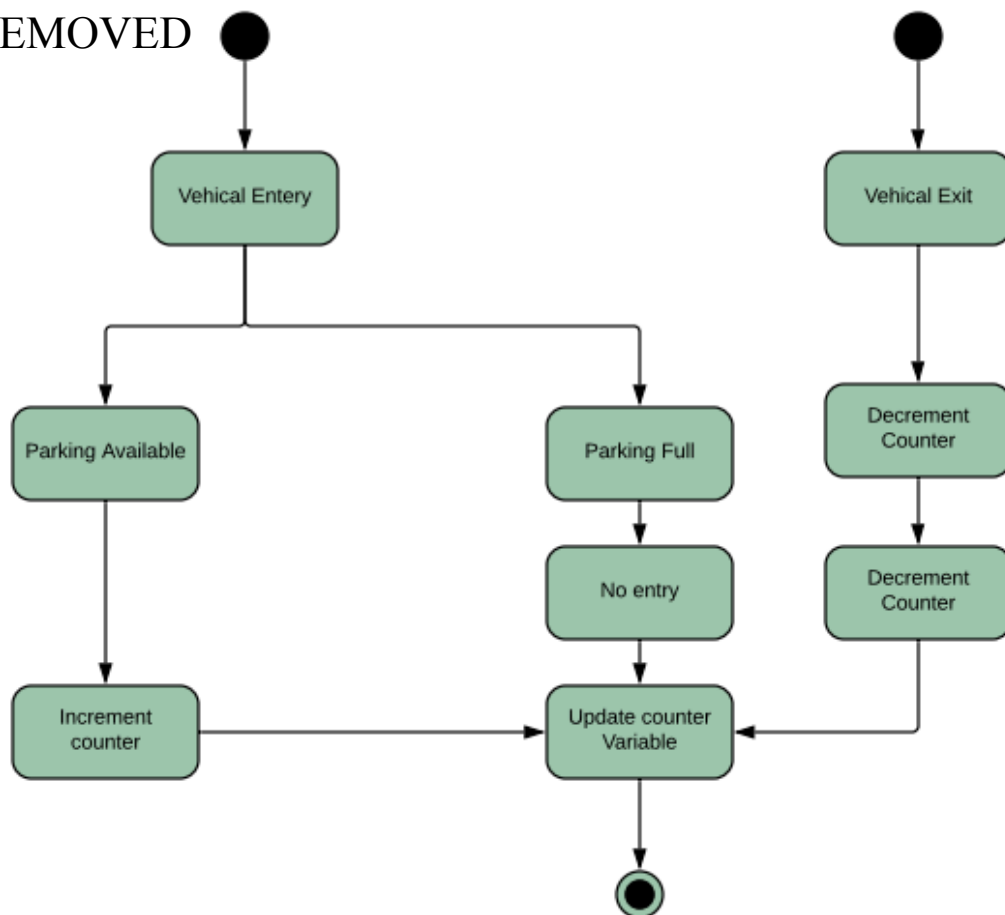 EMOVED
Vehical Entery
Vehical Exit
Parking Available
Parking Full
Decrement
Counter
No entry
Decrement
Counter
Increment
counter
Update counter
Variable